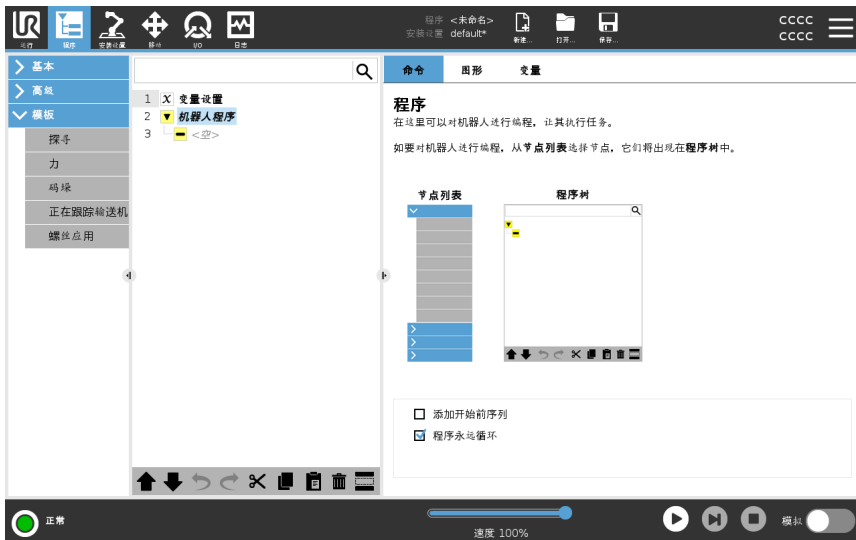 UR
程序 <未命名>
安装设置 default*
CCCC
CCCC
运行 程序 安装设置 移动 I/O 日志 新建... 打开... 保存...
基本
高级
模板
探寻
力
码垛
正在跟踪输送机
螺丝应用
1 X 变量设置
2 机器人程序
3 <空>
命令 图形 变量
程序
在这里可以对机器人进行编程，让其执行任务。
如要对机器人进行编程，从节点列表选择节点，它们将出现在程序树中。
节点列表 程序树
添加开始前序列
程序永远循环
正常
速度 100%
模拟